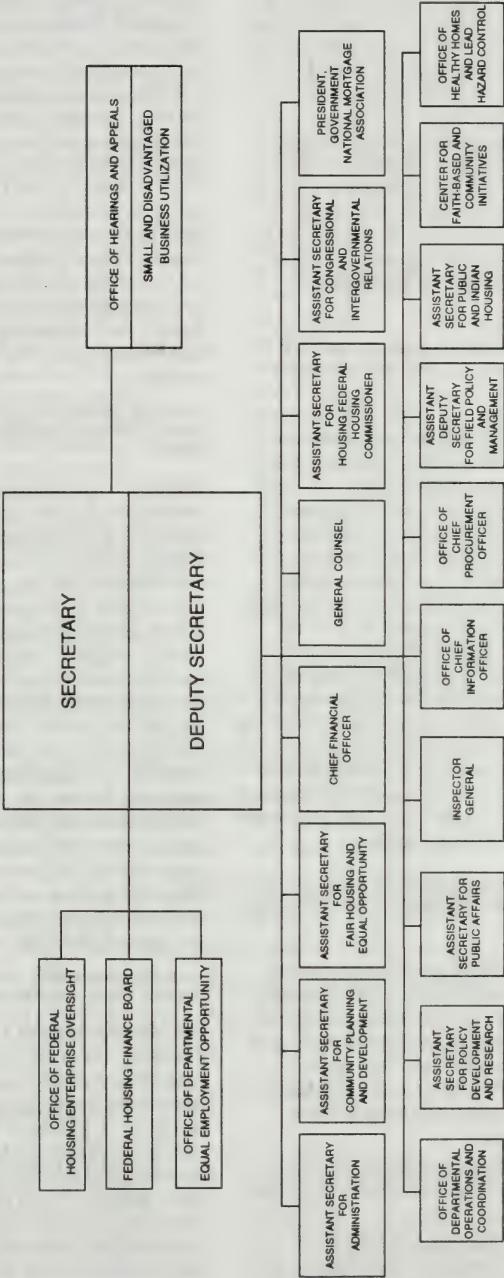 SECRETARY
DEPUTY SECRETARY
OFFICE OF FEDERAL
HOUSING ENTERPRISE OVERSIGHT
FEDERAL HOUSING FINANCE BOARD
OFFICE OF DEPARTMENTAL
EQUAL EMPLOYMENT OPPORTUNITY
OFFICE OF HEARINGS AND APPEALS
SMALL AND DISADVANTAGED
BUSINESS UTILIZATION
ASSISTANT SECRETARY
FOR
ADMINISTRATION
ASSISTANT SECRETARY
FOR
COMMUNITY PLANNING
AND DEVELOPMENT
ASSISTANT SECRETARY
FOR
FAIR HOUSING AND
EQUAL OPPORTUNITY
CHIEF FINANCIAL
OFFICER
GENERAL COUNSEL
ASSISTANT SECRETARY
FOR
HOUSING FEDERAL
HOUSING
COMMISSIONER
ASSISTANT SECRETARY
FOR CONGRESSIONAL
AND
INTERGOVERNMENTAL
RELATIONS
PRESIDENT,
GOVERNMENT
NATIONAL MORTGAGE
ASSOCIATION
OFFICE OF
DEPARTMENTAL
OPERATIONS AND
COORDINATION
ASSISTANT
SECRETARY
FOR POLICY
DEVELOPMENT
AND RESEARCH
ASSISTANT
SECRETARY FOR
PUBLIC AFFAIRS
INSPECTOR
GENERAL
OFFICE OF
CHIEF
INFORMATION
OFFICER
OFFICE OF
CHIEF
PROCUREMENT
OFFICER
ASSISTANT
DEPUTY
SECRETARY
FOR FIELD POLICY
AND
MANAGEMENT
ASSISTANT
SECRETARY
FOR PUBLIC
AND INDIAN
HOUSING
CENTER FOR
FAITH-BASED AND
COMMUNITY
INITIATIVES
OFFICE OF
HEALTHY HOMES
AND LEAD
HAZARD CONTROL